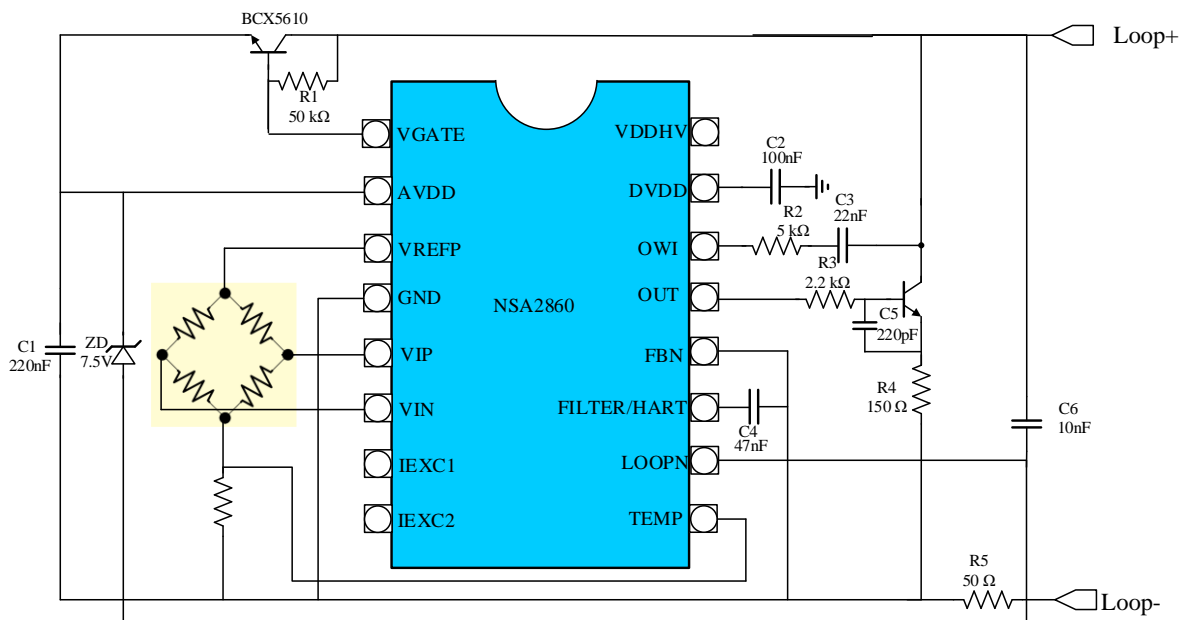 BCX5610
Loop+
R1
50 kΩ
VGATE
VDDHV
C2
100nF
AVDD
DVDD
R2
5 kΩ
C3
22nF
VREFP
OWI
R3
2.2 kΩ
GND
NSA2860
OUT
C5
220pF
C1
220nF
ZD
7.5V
VIP
FBN
R4
150 Ω
VIN
FILTER/HART
C4
47nF
C6
10nF
IEXC1
LOOPN
IEXC2
TEMP
R5
50 Ω
Loop-